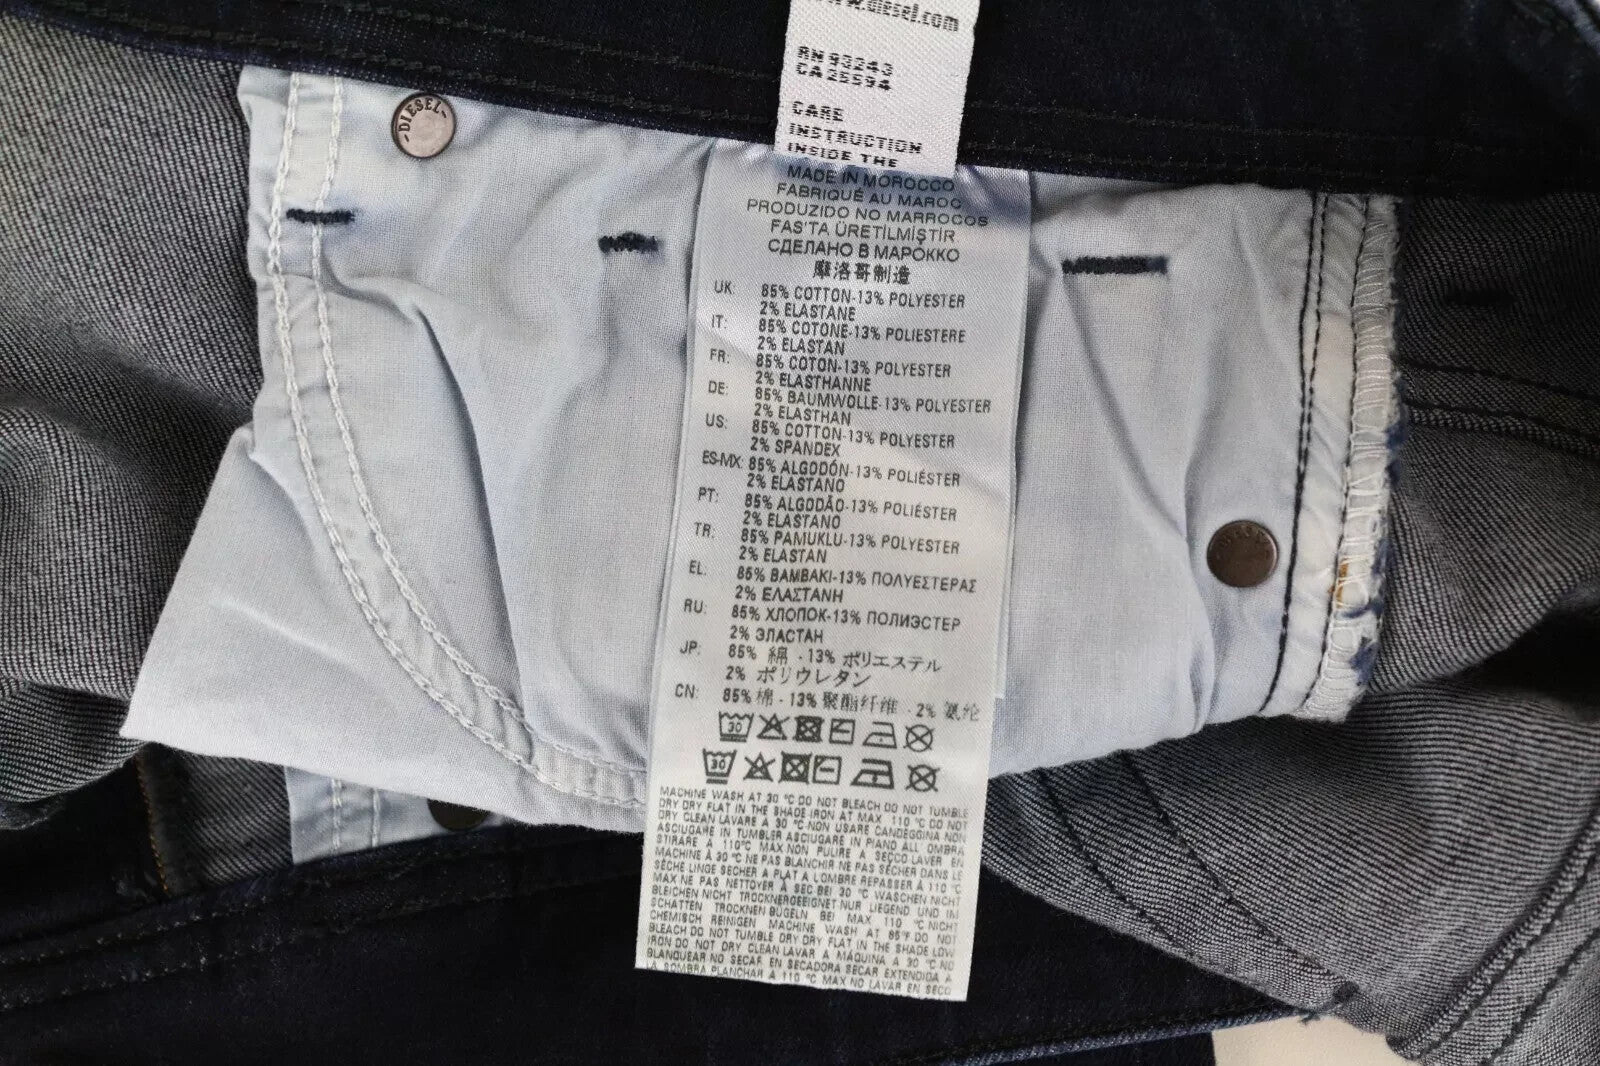 www.diesel.com
RN 93243
CA 25594
CARE
INSTRUCTION
INSIDE THE
MADE IN MOROCCO
FABRIQUÉ AU MAROC
PRODUZIDO NO MARROCOS
FAS'TA ÜRETİLMİŞTİR
СДЕЛАНО В МАРОККО
摩洛哥制造
UK: 85% COTTON-13% POLYESTER
2% ELASTANE
IT: 85% COTONE-13% POLIESTERE
2% ELASTAN
FR: 85% COTON-13% POLYESTER
2% ELASTHANNE
DE: 85% BAUMWOLLE-13% POLYESTER
2% ELASTHAN
US: 85% COTTON-13% POLYESTER
2% SPANDEX
ES-MX: 85% ALGODÓN-13% POLIÉSTER
2% ELASTANO
PT: 85% ALGODÃO-13% POLIÉSTER
2% ELASTANO
TR: 85% PAMUKLU-13% POLYESTER
2% ELASTAN
EL: 85% ΒΑΜΒΑΚΙ-13% ΠΟΛΥΕΣΤΕΡΑΣ
2% ΕΛΑΣΤΑΝΗ
RU: 85% ХЛОПОК-13% ПОЛИЭСТЕР
2% ЭЛАСТАН
JP: 85% 綿 -13% ポリエステル
2% ポリウレタン
CN: 85% 棉 - 13% 聚酯纤维 - 2% 氨纶
30
30
MACHINE WASH AT 30 °C DO NOT BLEACH DO NOT TUMBLE
DRY DRY FLAT IN THE SHADE IRON AT MAX 110 °C DO NOT
DRY CLEAN LAVARE A 30 °C NON USARE CANDEGGINA NON
ASCIUGARE IN TUMBLER ASCIUGARE IN PIANO ALL OMBRA
STIRARE A 110°C MAX NON PULIRE A SECCO LAVER EN
MACHINE À 30 °C NE PAS BLANCHIR NE PAS SÉCHER DANS
SÈCHE LINGE SÉCHER A PLAT A L OMBRE REPASSER À 110 °C
MAX NE PAS NETTOYER À SEC BEI 30 °C WASCHEN NICHT
BLEICHEN NICHT TROCKNERGEEIGNET NUR LIEGEND UND IM
SCHATTEN TROCKNEN BÜGELN BEI MAX 110 °C NICHT
CHEMISCH REINIGEN MACHINE WASH AT 85°F DO NOT
BLEACH DO NOT TUMBLE DRY DRY FLAT IN THE SHADE LOW
IRON DO NOT DRY CLEAN LAVAR A MAQUINA A 30 °C NO
BLANQUEAR NO SECAR EN SECADORA SECAR EXTENDIDA A
LA SOMBRA PLANCHAR A 110 °C MAX NO LAVAR EN SECO
DIESEL
DIESEL